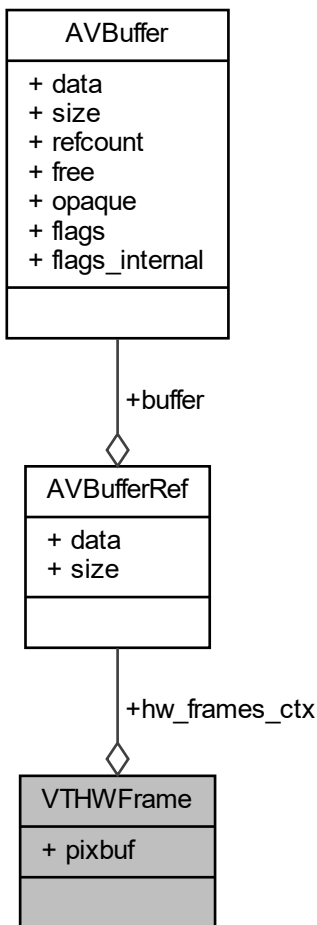 AVBuffer
+ data
+ size
+ refcount
+ free
+ opaque
+ flags
+ flags_internal
+buffer
AVBufferRef
+ data
+ size
+hw_frames_ctx
VTHWFrame
+ pixbuf